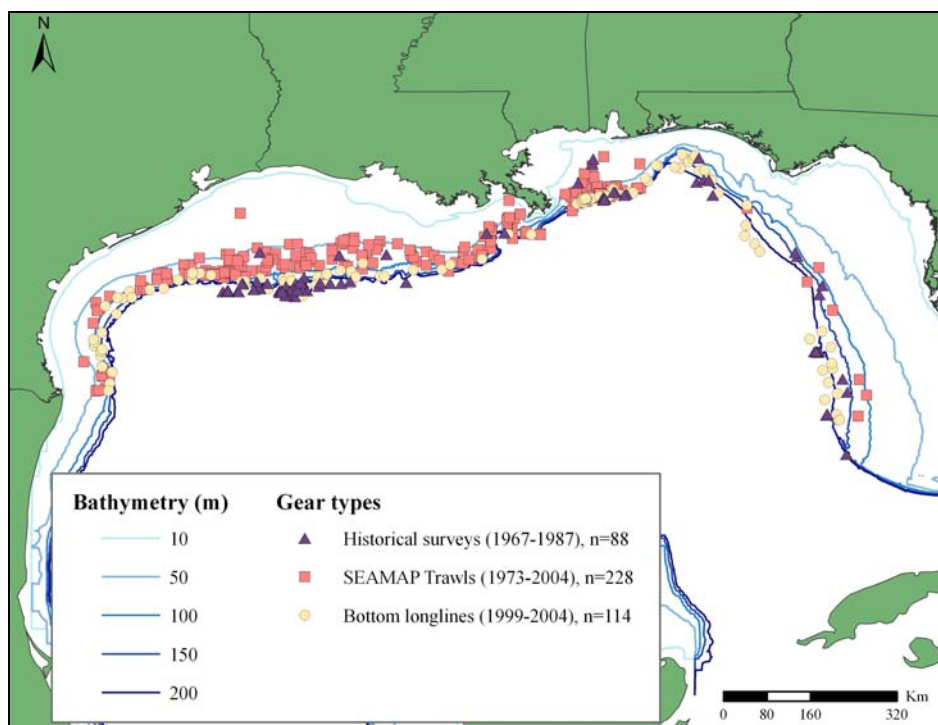 N
Bathymetry (m)
10
50
100
150
200
Gear types
Historical surveys (1967-1987), n=88
SEAMAP Trawls (1973-2004), n=228
Bottom longlines (1999-2004), n=114
Km
0 80 160 320